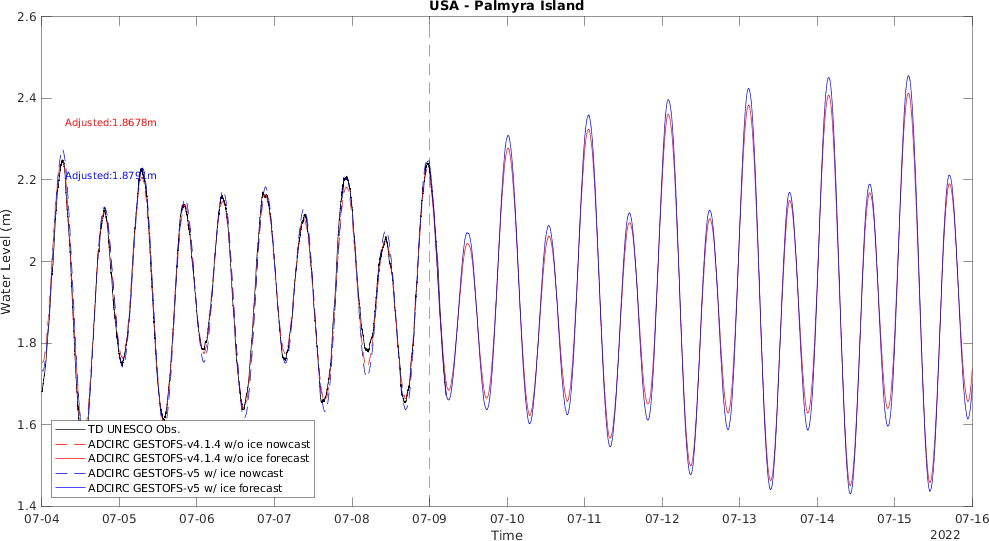 USA - Palmyra Island
2.6
2.4
2.2
2
1.8
1.6
1.4
Water Level (m)
Adjusted:1.8678m
Adjusted:1.8791m
TD UNESCO Obs.
ADCIRC GESTOFS-v4.1.4 w/o ice nowcast
ADCIRC GESTOFS-v4.1.4 w/o ice forecast
ADCIRC GESTOFS-v5 w/ ice nowcast
ADCIRC GESTOFS-v5 w/ ice forecast
07-04 07-05 07-06 07-07 07-08 07-09 07-10 07-11 07-12 07-13 07-14 07-15 07-16
Time
2022